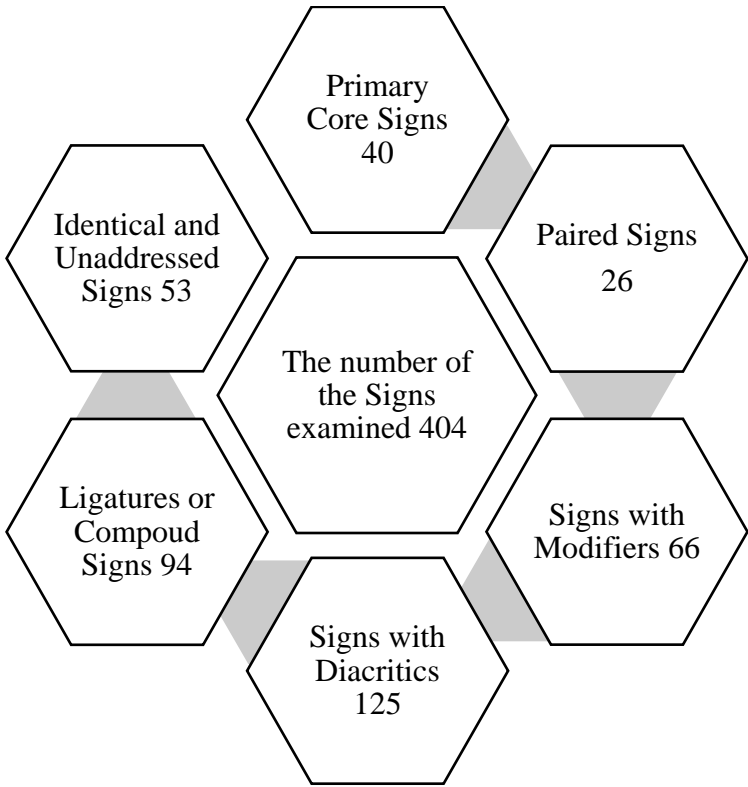 Primary
Core Signs
40
Paired Signs
26
Signs with
Modifiers 66
Signs with
Diacritics
125
Ligatures or
Compoud
Signs 94
Identical and
Unaddressed
Signs 53
The number of
the Signs
examined 404